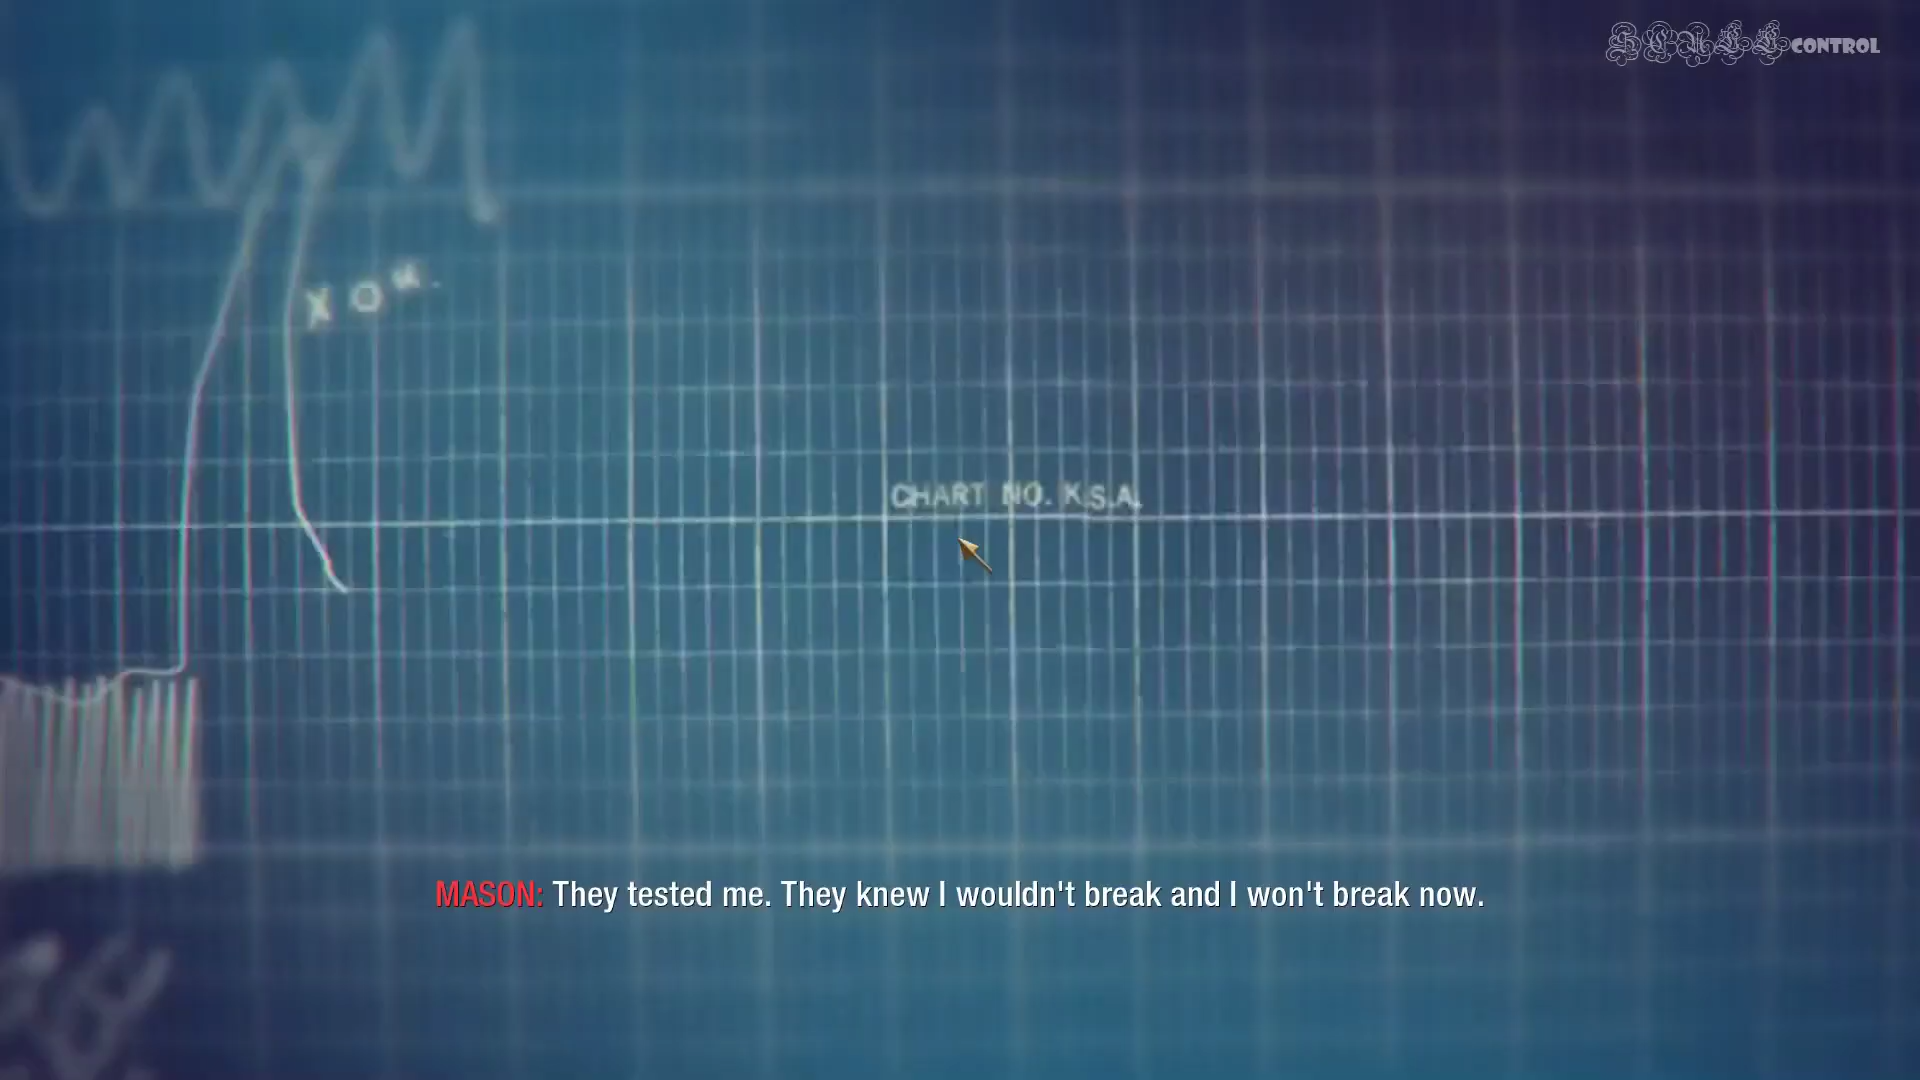 CONTROL
X O M.
CHART NO. K.S.A.
MASON: They tested me. They knew I wouldn't break and I won't break now.